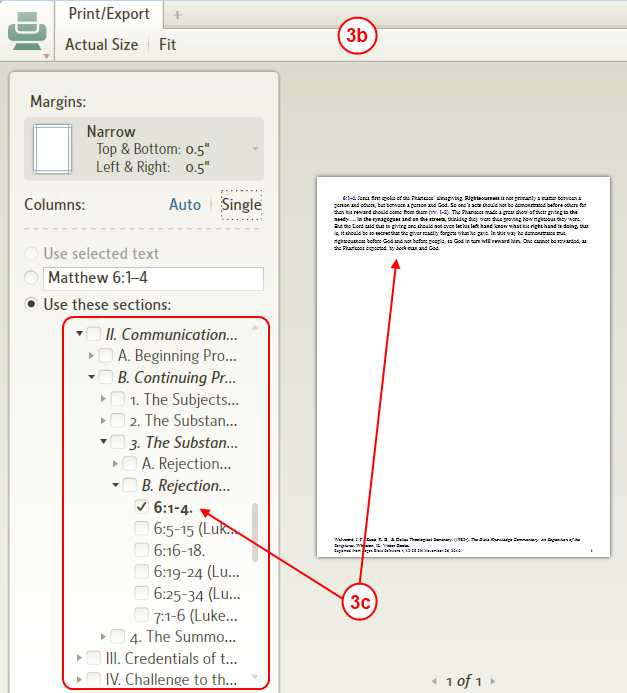 Print/Export +
Actual Size Fit
3b
Margins:
Narrow
Top & Bottom: 0.5"
Left & Right: 0.5"
Columns: Auto Single
Use selected text
Matthew 6:1–4
Use these sections:
II. Communication...
A. Beginning Pro...
B. Continuing Pr...
1. The Subjects...
2. The Substan...
3. The Substan...
A. Rejection...
B. Rejection...
6:1-4.
6:5-15 (Luk...
6:16-18.
6:19-24 (Lu...
6:25-34 (Lu...
7:1-6 (Luke...
4. The Summo...
III. Credentials of t...
IV. Challenge to th...
6:1-4. Jesus first spoke of the Pharisees' almsgiving. Righteousness is not primarily a matter between a
person and others, but between a person and God. So one's acts should not be demonstrated before others for
then his reward should come from them (vv. 1-2). The Pharisees made a great show of their giving to the
needy ... in the synagogues and on the streets, thinking they were thus proving how righteous they were.
But the Lord said that in giving one should not even let his left hand know what his right hand is doing, that
is, it should be so secret that the giver readily forgets what he gave. In this way he demonstrates true
righteousness before God and not before people, so God in turn will reward him. One cannot be rewarded, as
the Pharisees expected, by both man and God.
Walvoord, J. F., Zuck, R. B., & Dallas Theological Seminary. (1983-). The Bible Knowledge Commentary: An Exposition of the
Scriptures. Wheaton, IL: Victor Books.
Exported from Logos Bible Software 4, November 26, 2010. 1
3c
1 of 1